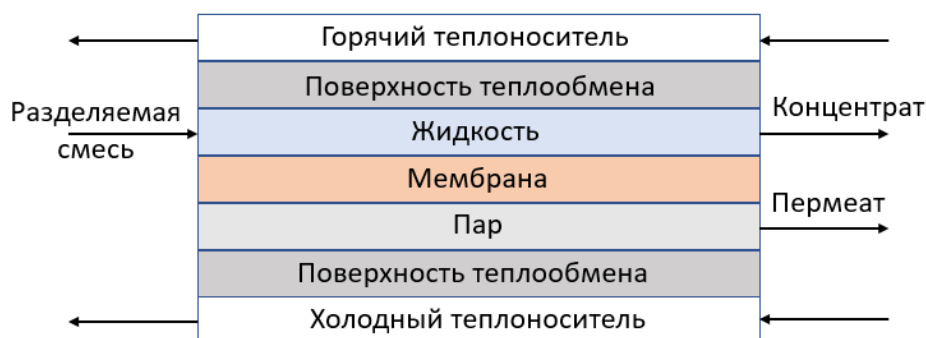 Горячий теплоноситель
Поверхность теплообмена
Разделяемая
смесь
Жидкость
Концентрат
Мембрана
Пар
Пермеат
Поверхность теплообмена
Холодный теплоноситель